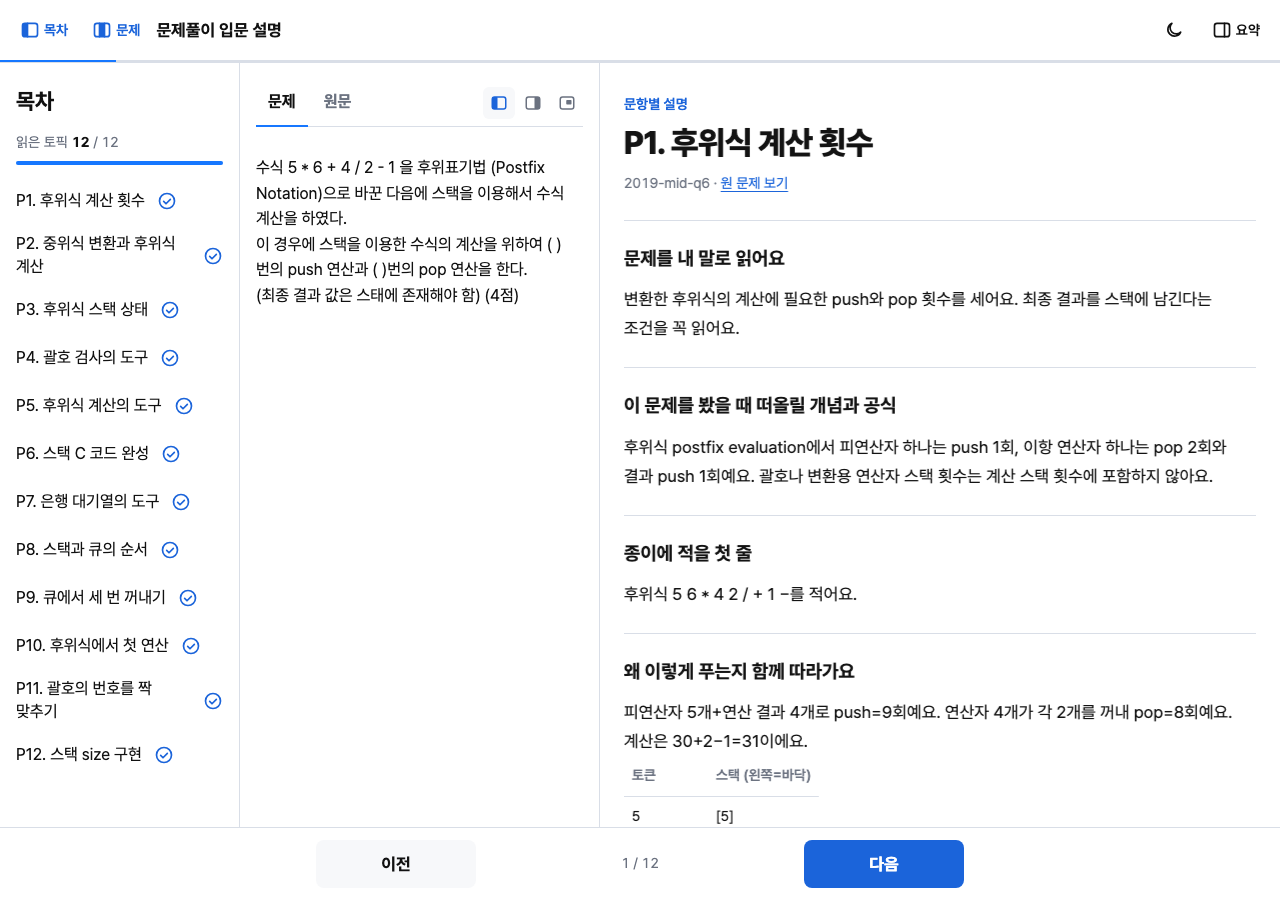 목차
문제
문제풀이 입문 설명
요약
목차
읽은 토픽 12 / 12
P1. 후위식 계산 횟수
P2. 중위식 변환과 후위식
계산
P3. 후위식 스택 상태
P4. 괄호 검사의 도구
P5. 후위식 계산의 도구
P6. 스택 C 코드 완성
P7. 은행 대기열의 도구
P8. 스택과 큐의 순서
P9. 큐에서 세 번 꺼내기
P10. 후위식에서 첫 연산
P11. 괄호의 번호를 짝
맞추기
P12. 스택 size 구현
문제
원문
수식 5 * 6 + 4 / 2 - 1 을 후위표기법 (Postfix
Notation)으로 바꾼 다음에 스택을 이용해서 수식
계산을 하였다.
이 경우에 스택을 이용한 수식의 계산을 위하여 ( )
번의 push 연산과 ( )번의 pop 연산을 한다.
(최종 결과 값은 스태에 존재해야 함) (4점)
문항별 설명
P1. 후위식 계산 횟수
2019-mid-q6 · 원 문제 보기
문제를 내 말로 읽어요
변환한 후위식의 계산에 필요한 push와 pop 횟수를 세어요. 최종 결과를 스택에 남긴다는
조건을 꼭 읽어요.
이 문제를 봤을 때 떠올릴 개념과 공식
후위식 postfix evaluation에서 피연산자 하나는 push 1회, 이항 연산자 하나는 pop 2회와
결과 push 1회예요. 괄호나 변환용 연산자 스택 횟수는 계산 스택 횟수에 포함하지 않아요.
종이에 적을 첫 줄
후위식 5 6 * 4 2 / + 1 −를 적어요.
왜 이렇게 푸는지 함께 따라가요
피연산자 5개+연산 결과 4개로 push=9회예요. 연산자 4개가 각 2개를 꺼내 pop=8회예요.
계산은 30+2−1=31이에요.
토큰
스택 (왼쪽=바닥)
5
[5]
이전
1 / 12
다음